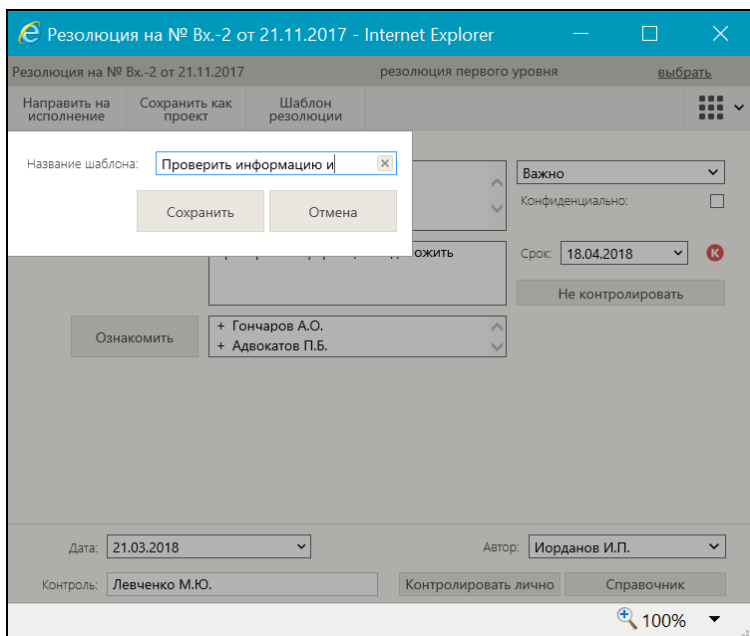 Резолюция на № Вх.-2 от 21.11.2017 - Internet Explorer
Резолюция на № Вх.-2 от 21.11.2017 резолюция первого уровня выбрать
Направить на исполнение Сохранить как проект Шаблон резолюции
Название шаблона: Проверить информацию и
Сохранить Отмена
Важно
Конфиденциально:
ожить
Срок: 18.04.2018 К
Не контролировать
Ознакомить + Гончаров А.О.
+ Адвокатов П.Б.
Дата: 21.03.2018 Автор: Иорданов И.П.
Контроль: Левченко М.Ю. Контролировать лично Справочник
100%